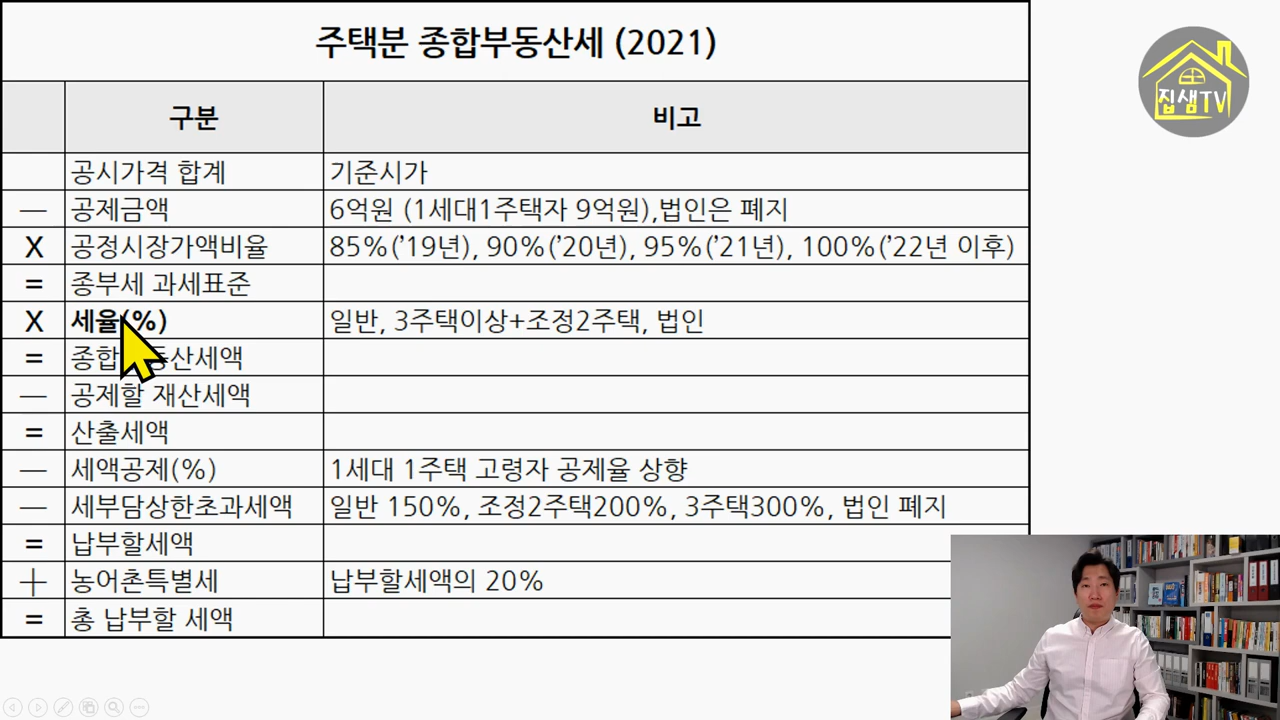 주택분 종합부동산세 (2021)
집샘TV
구분 비고
공시가격 합계 기준시가
— 공제금액 6억원 (1세대1주택자 9억원),법인은 폐지
X 공정시장가액비율 85%('19년), 90%('20년), 95%('21년), 100%('22년 이후)
= 종부세 과세표준
X 세율(%) 일반, 3주택이상+조정2주택, 법인
= 종합 동산세액
— 공제할 재산세액
= 산출세액
— 세액공제(%) 1세대 1주택 고령자 공제율 상향
— 세부담상한초과세액 일반 150%, 조정2주택200%, 3주택300%, 법인 폐지
= 납부할세액
+ 농어촌특별세 납부할세액의 20%
= 총 납부할 세액